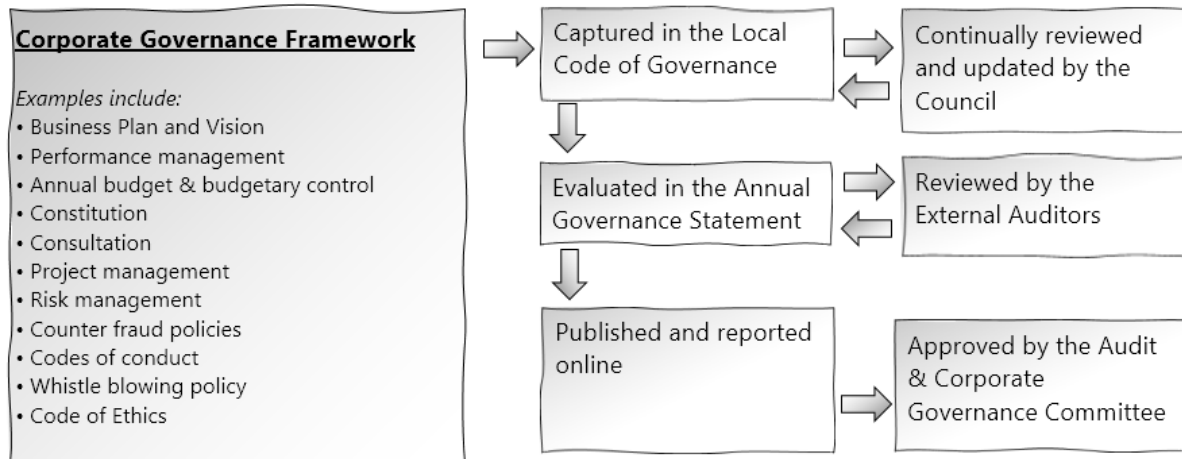 Corporate Governance Framework
Examples include:
• Business Plan and Vision
• Performance management
• Annual budget & budgetary control
• Constitution
• Consultation
• Project management
• Risk management
• Counter fraud policies
• Codes of conduct
• Whistle blowing policy
• Code of Ethics
Captured in the Local
Code of Governance
Continually reviewed
and updated by the
Council
Evaluated in the Annual
Governance Statement
Reviewed by the
External Auditors
Published and reported
online
Approved by the Audit
& Corporate
Governance Committee